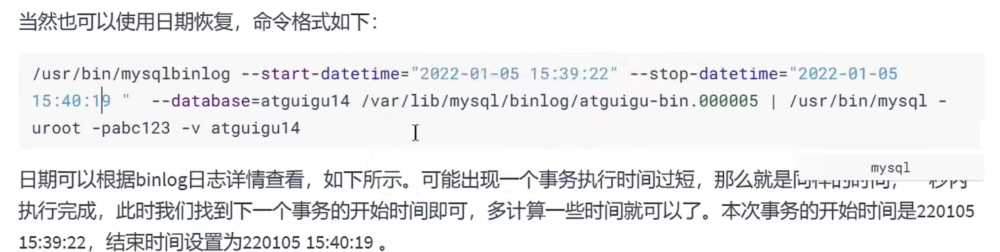 当然也可以使用日期恢复，命令格式如下：
/usr/bin/mysqlbinlog --start-datetime="2022-01-05 15:39:22" --stop-datetime="2022-01-05
15:40:19 "  --database=atguigu14 /var/lib/mysql/binlog/atguigu-bin.000005 | /usr/bin/mysql -
uroot -pabc123 -v atguigu14
mysql
日期可以根据binlog日志详情查看，如下所示。可能出现一个事务执行时间过短，那么就是同样的时间，一秒内
执行完成，此时我们找到下一个事务的开始时间即可，多计算一些时间就可以了。本次事务的开始时间是220105
15:39:22，结束时间设置为220105 15:40:19 。